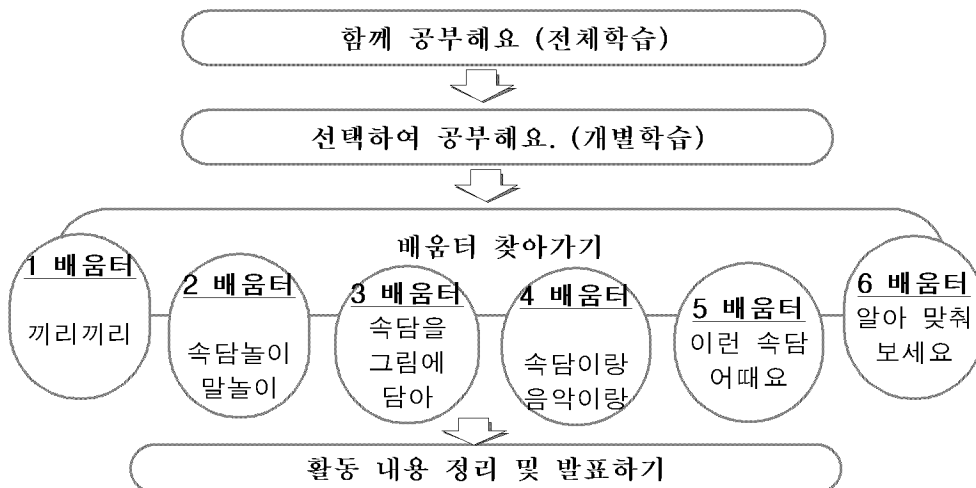 함께 공부해요 (전체학습)
선택하여 공부해요. (개별학습)
배움터 찾아가기
1 배움터
끼리끼리
2 배움터
속담놀이
말놀이
3 배움터
속담을
그림에
담아
4 배움터
속담이랑
음악이랑
5 배움터
이런 속담
어때요
6 배움터
알아 맞춰
보세요
활동 내용 정리 및 발표하기